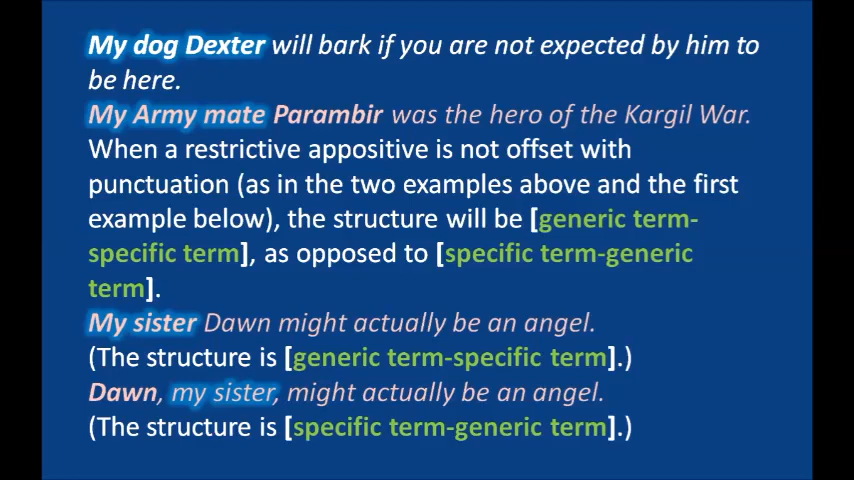 My dog Dexter will bark if you are not expected by him to
be here.
My Army mate Parambir was the hero of the Kargil War.
When a restrictive appositive is not offset with
punctuation (as in the two examples above and the first
example below), the structure will be [generic term-
specific term], as opposed to [specific term-generic
term].
My sister Dawn might actually be an angel.
(The structure is [generic term-specific term].)
Dawn, my sister, might actually be an angel.
(The structure is [specific term-generic term].)